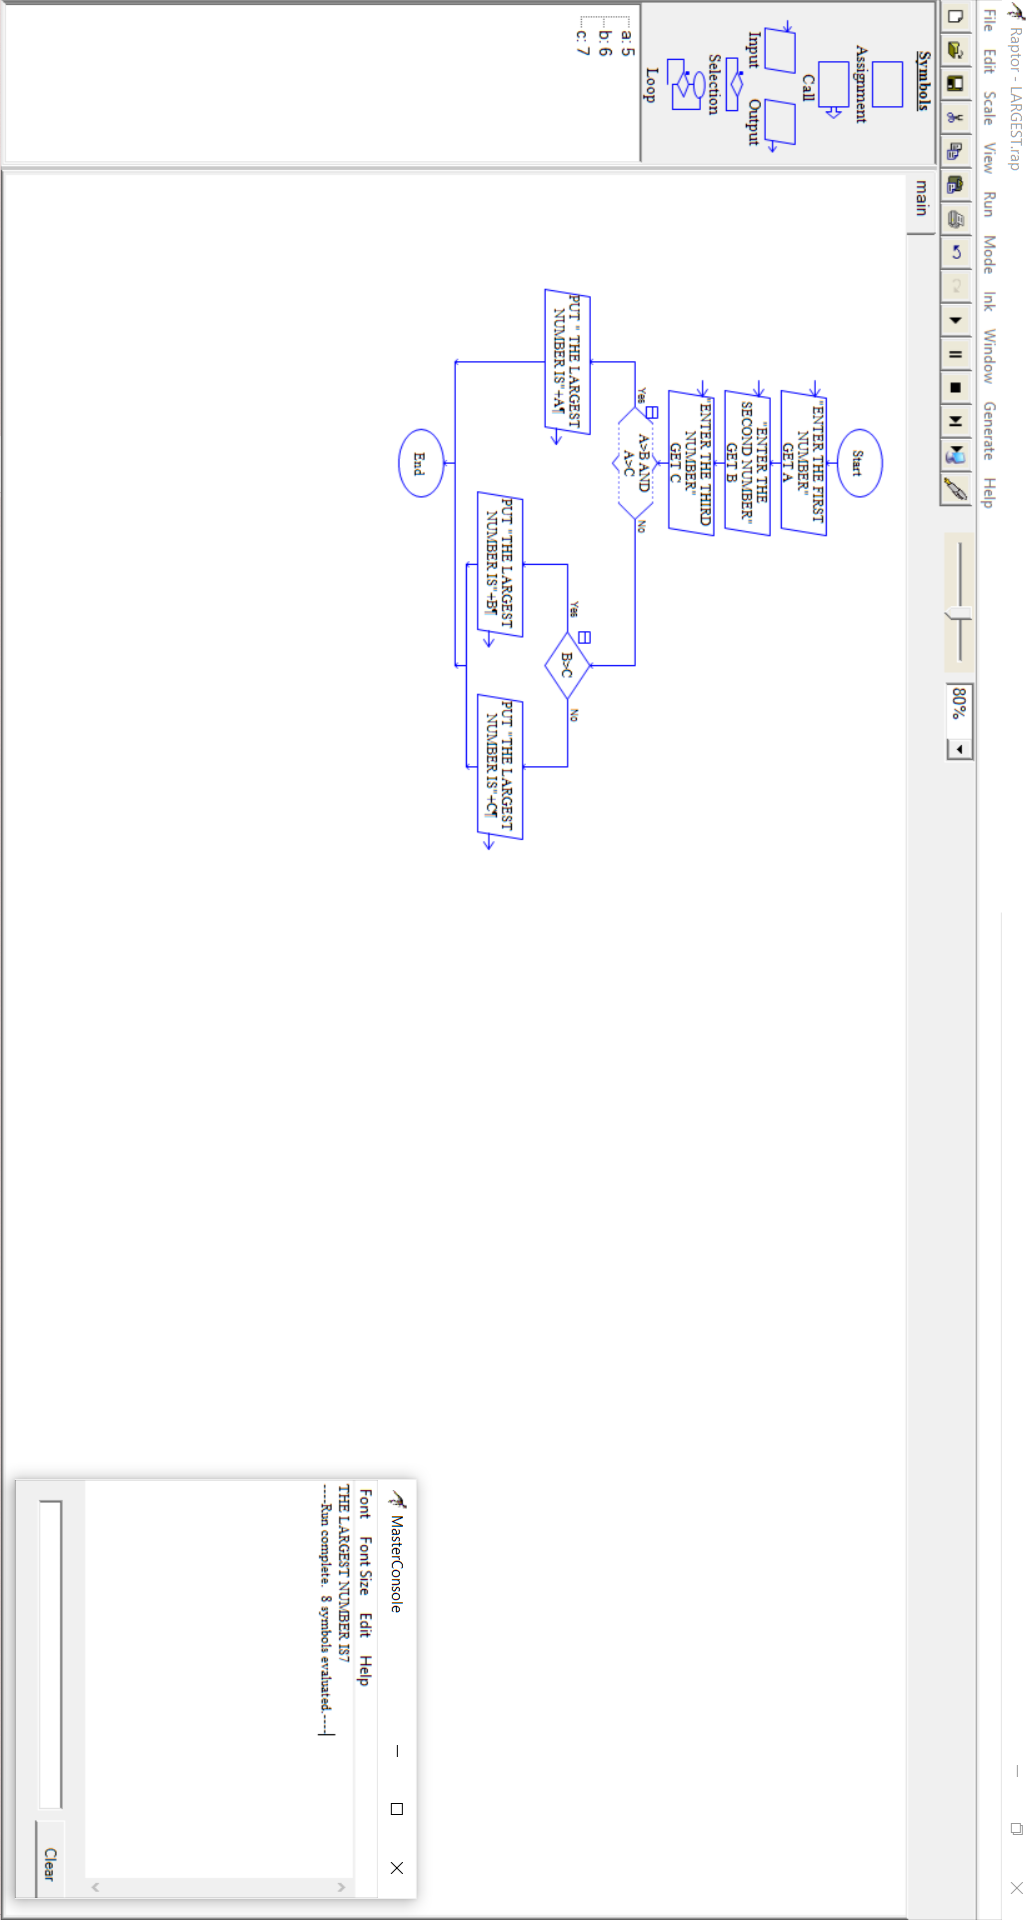 Raptor - LARGEST.rap
File Edit Scale View Run Mode Ink Window Generate Help
80%
Symbols
Assignment
Call
Input Output
Selection
Loop
a: 5
b: 6
c: 7
main
Start
"ENTER THE FIRST
NUMBER"
GET A
"ENTER THE
SECOND NUMBER"
GET B
"ENTER THE THIRD
NUMBER"
GET C
Yes
A>B AND
A>C
No
PUT " THE LARGEST
NUMBER IS"+A¶
Yes
B>C
No
PUT "THE LARGEST
NUMBER IS"+B¶
PUT "THE LARGEST
NUMBER IS"+C¶
End
MasterConsole
Font Font Size Edit Help
THE LARGEST NUMBER IS7
----Run complete. 8 symbols evaluated.----
Clear